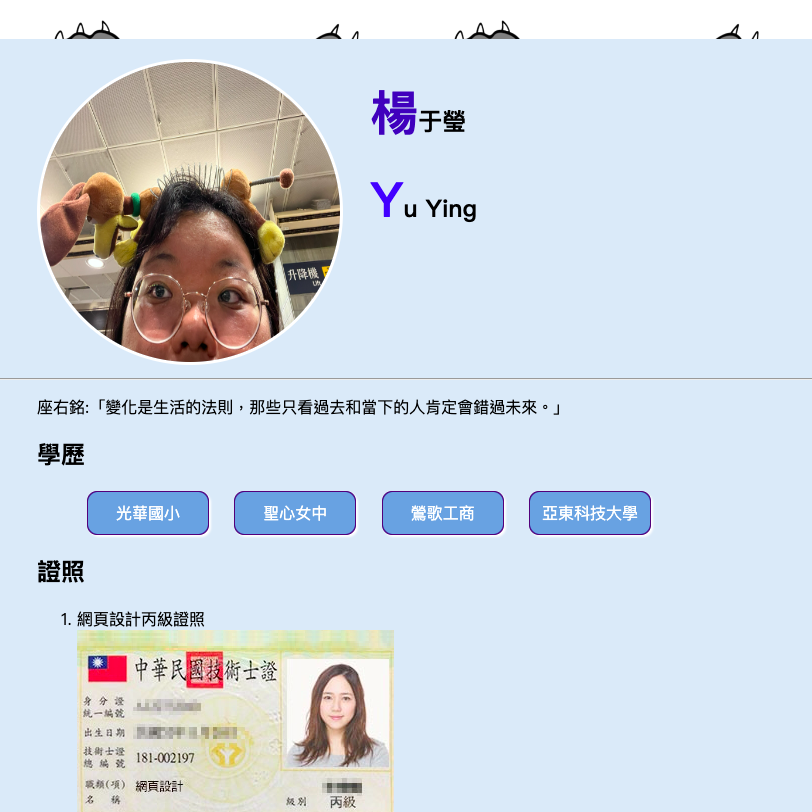 楊于瑩
Yu Ying
升降機
Lift
座右銘:「變化是生活的法則，那些只看過去和當下的人肯定會錯過未來。」
學歷
光華國小 聖心女中 鶯歌工商 亞東科技大學
證照
1. 網頁設計丙級證照
中華民國技術士證
身分證
統一編號
出生日期
技術士證
總編號 181-002197
職類(項)
名稱 網頁設計
級別 丙級